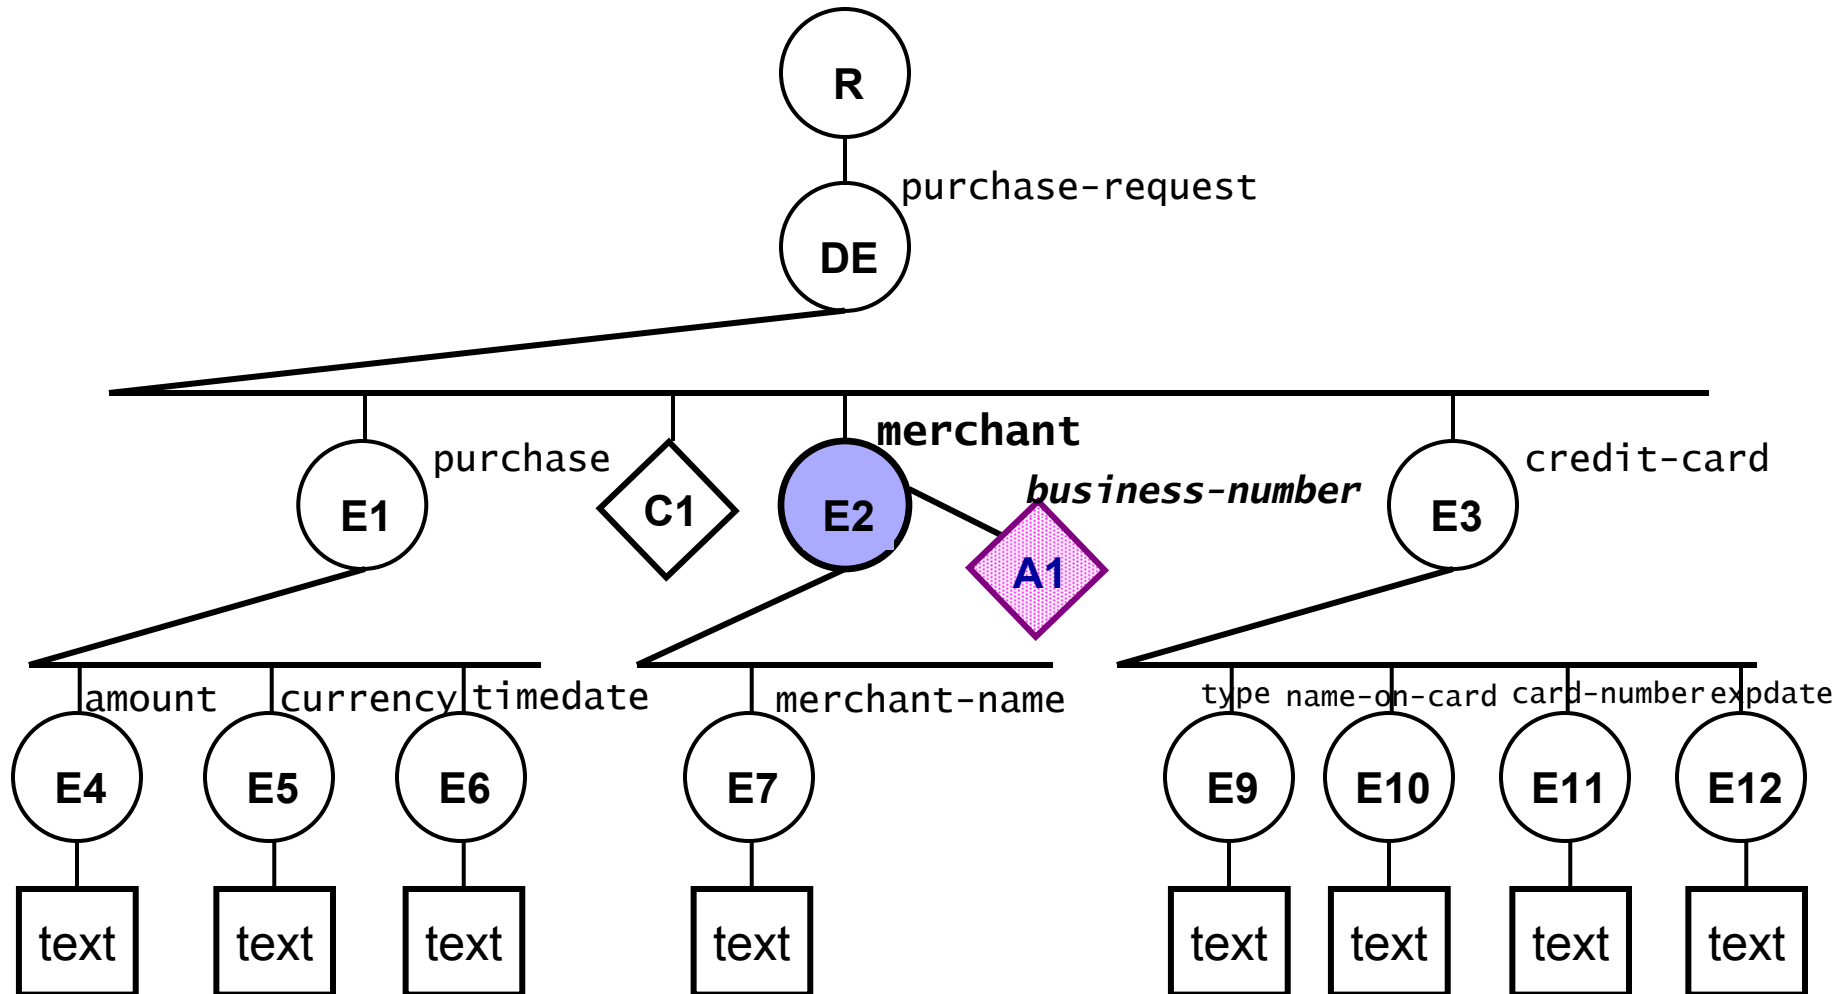 R
purchase-request
DE
merchant
purchase
credit-card
business-number
E1
C1
E2
E3
A1
amount
currency
timedate
merchant-name
type
name-on-card
card-number
expdate
E4
E5
E6
E7
E9
E10
E11
E12
text
text
text
text
text
text
text
text